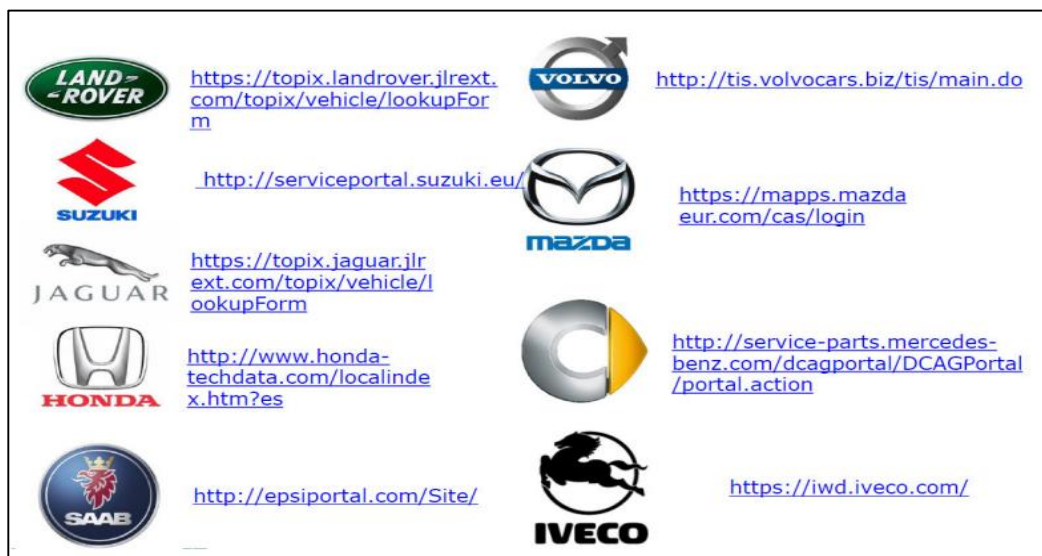 LAND-
-ROVER
https://topix.landrover.jlrext.
com/topix/vehicle/lookupFor
m
VOLVO
http://tis.volvocars.biz/tis/main.do
SUZUKI
http://serviceportal.suzuki.eu/
mazda
https://mapps.mazda
eur.com/cas/login
JAGUAR
https://topix.jaguar.jlr
ext.com/topix/vehicle/l
ookupForm
HONDA
http://www.honda-
techdata.com/localinde
x.htm?es
http://service-parts.mercedes-
benz.com/dcagportal/DCAGPortal
/portal.action
SAAB
http://epsiportal.com/Site/
IVECO
https://iwd.iveco.com/